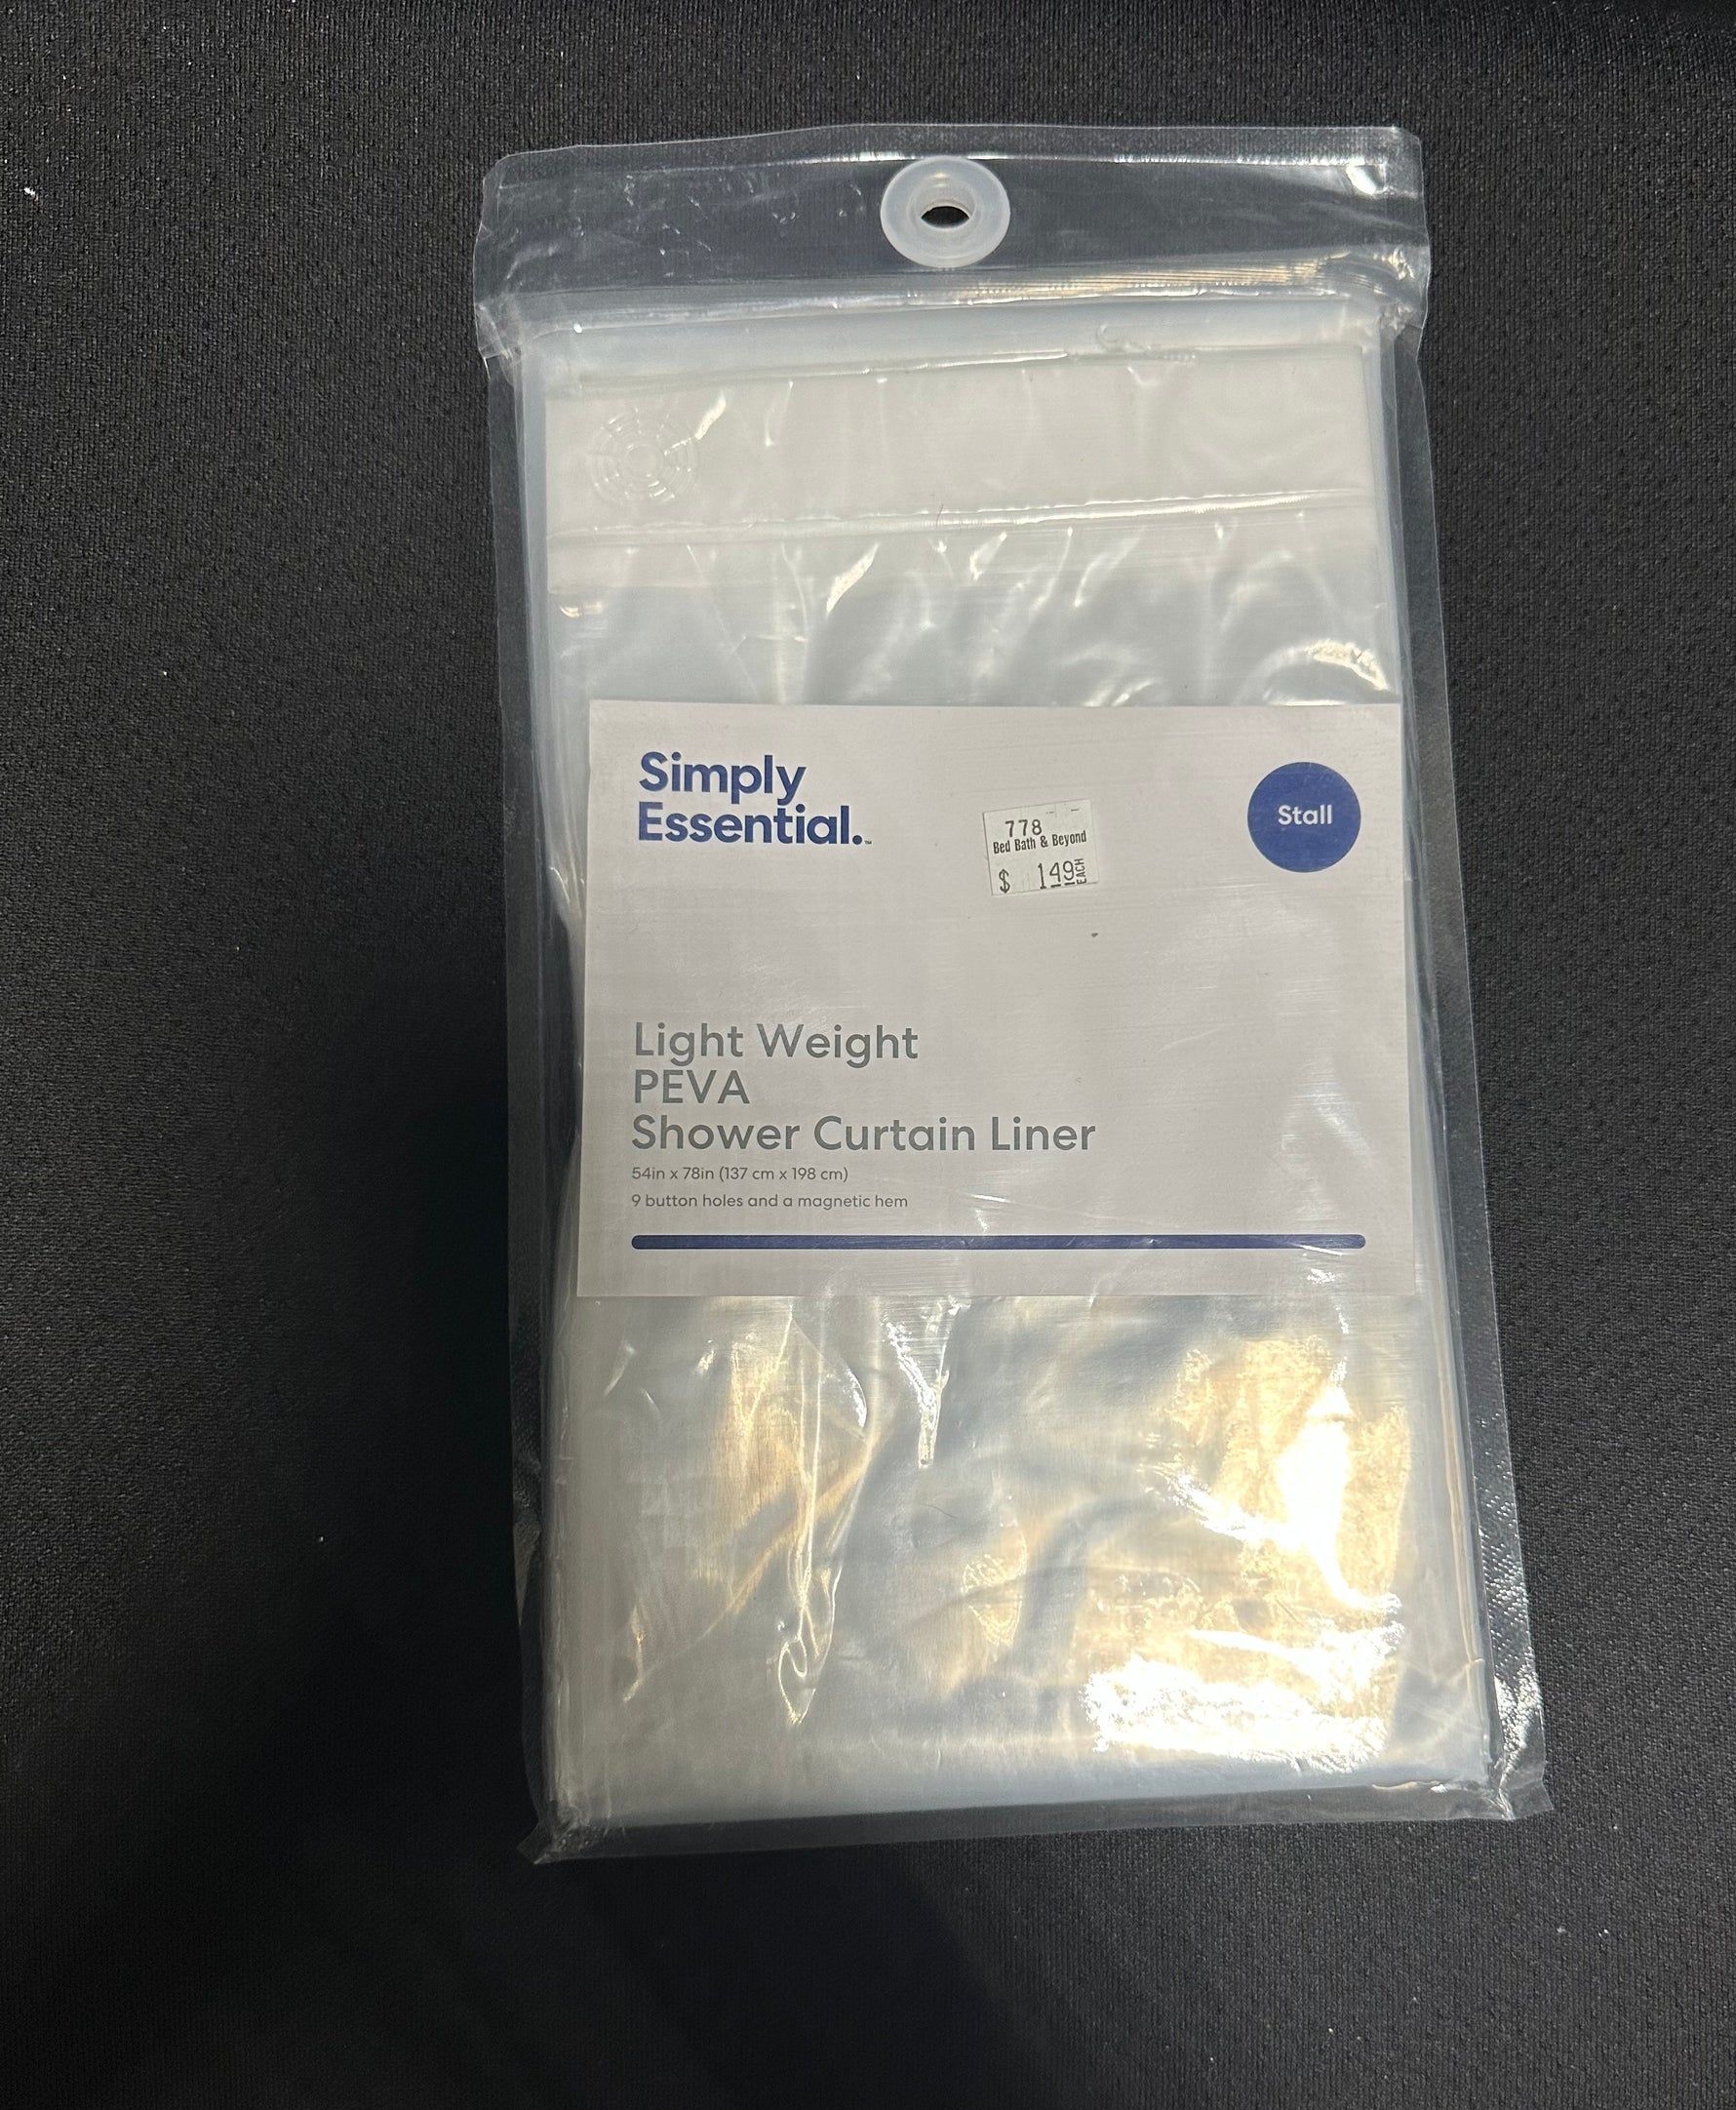 Simply
Essential.™
778
Bed Bath & Beyond
$ 149 EACH
Stall
Light Weight
PEVA
Shower Curtain Liner
54in x 78in (137 cm x 198 cm)
9 button holes and a magnetic hem